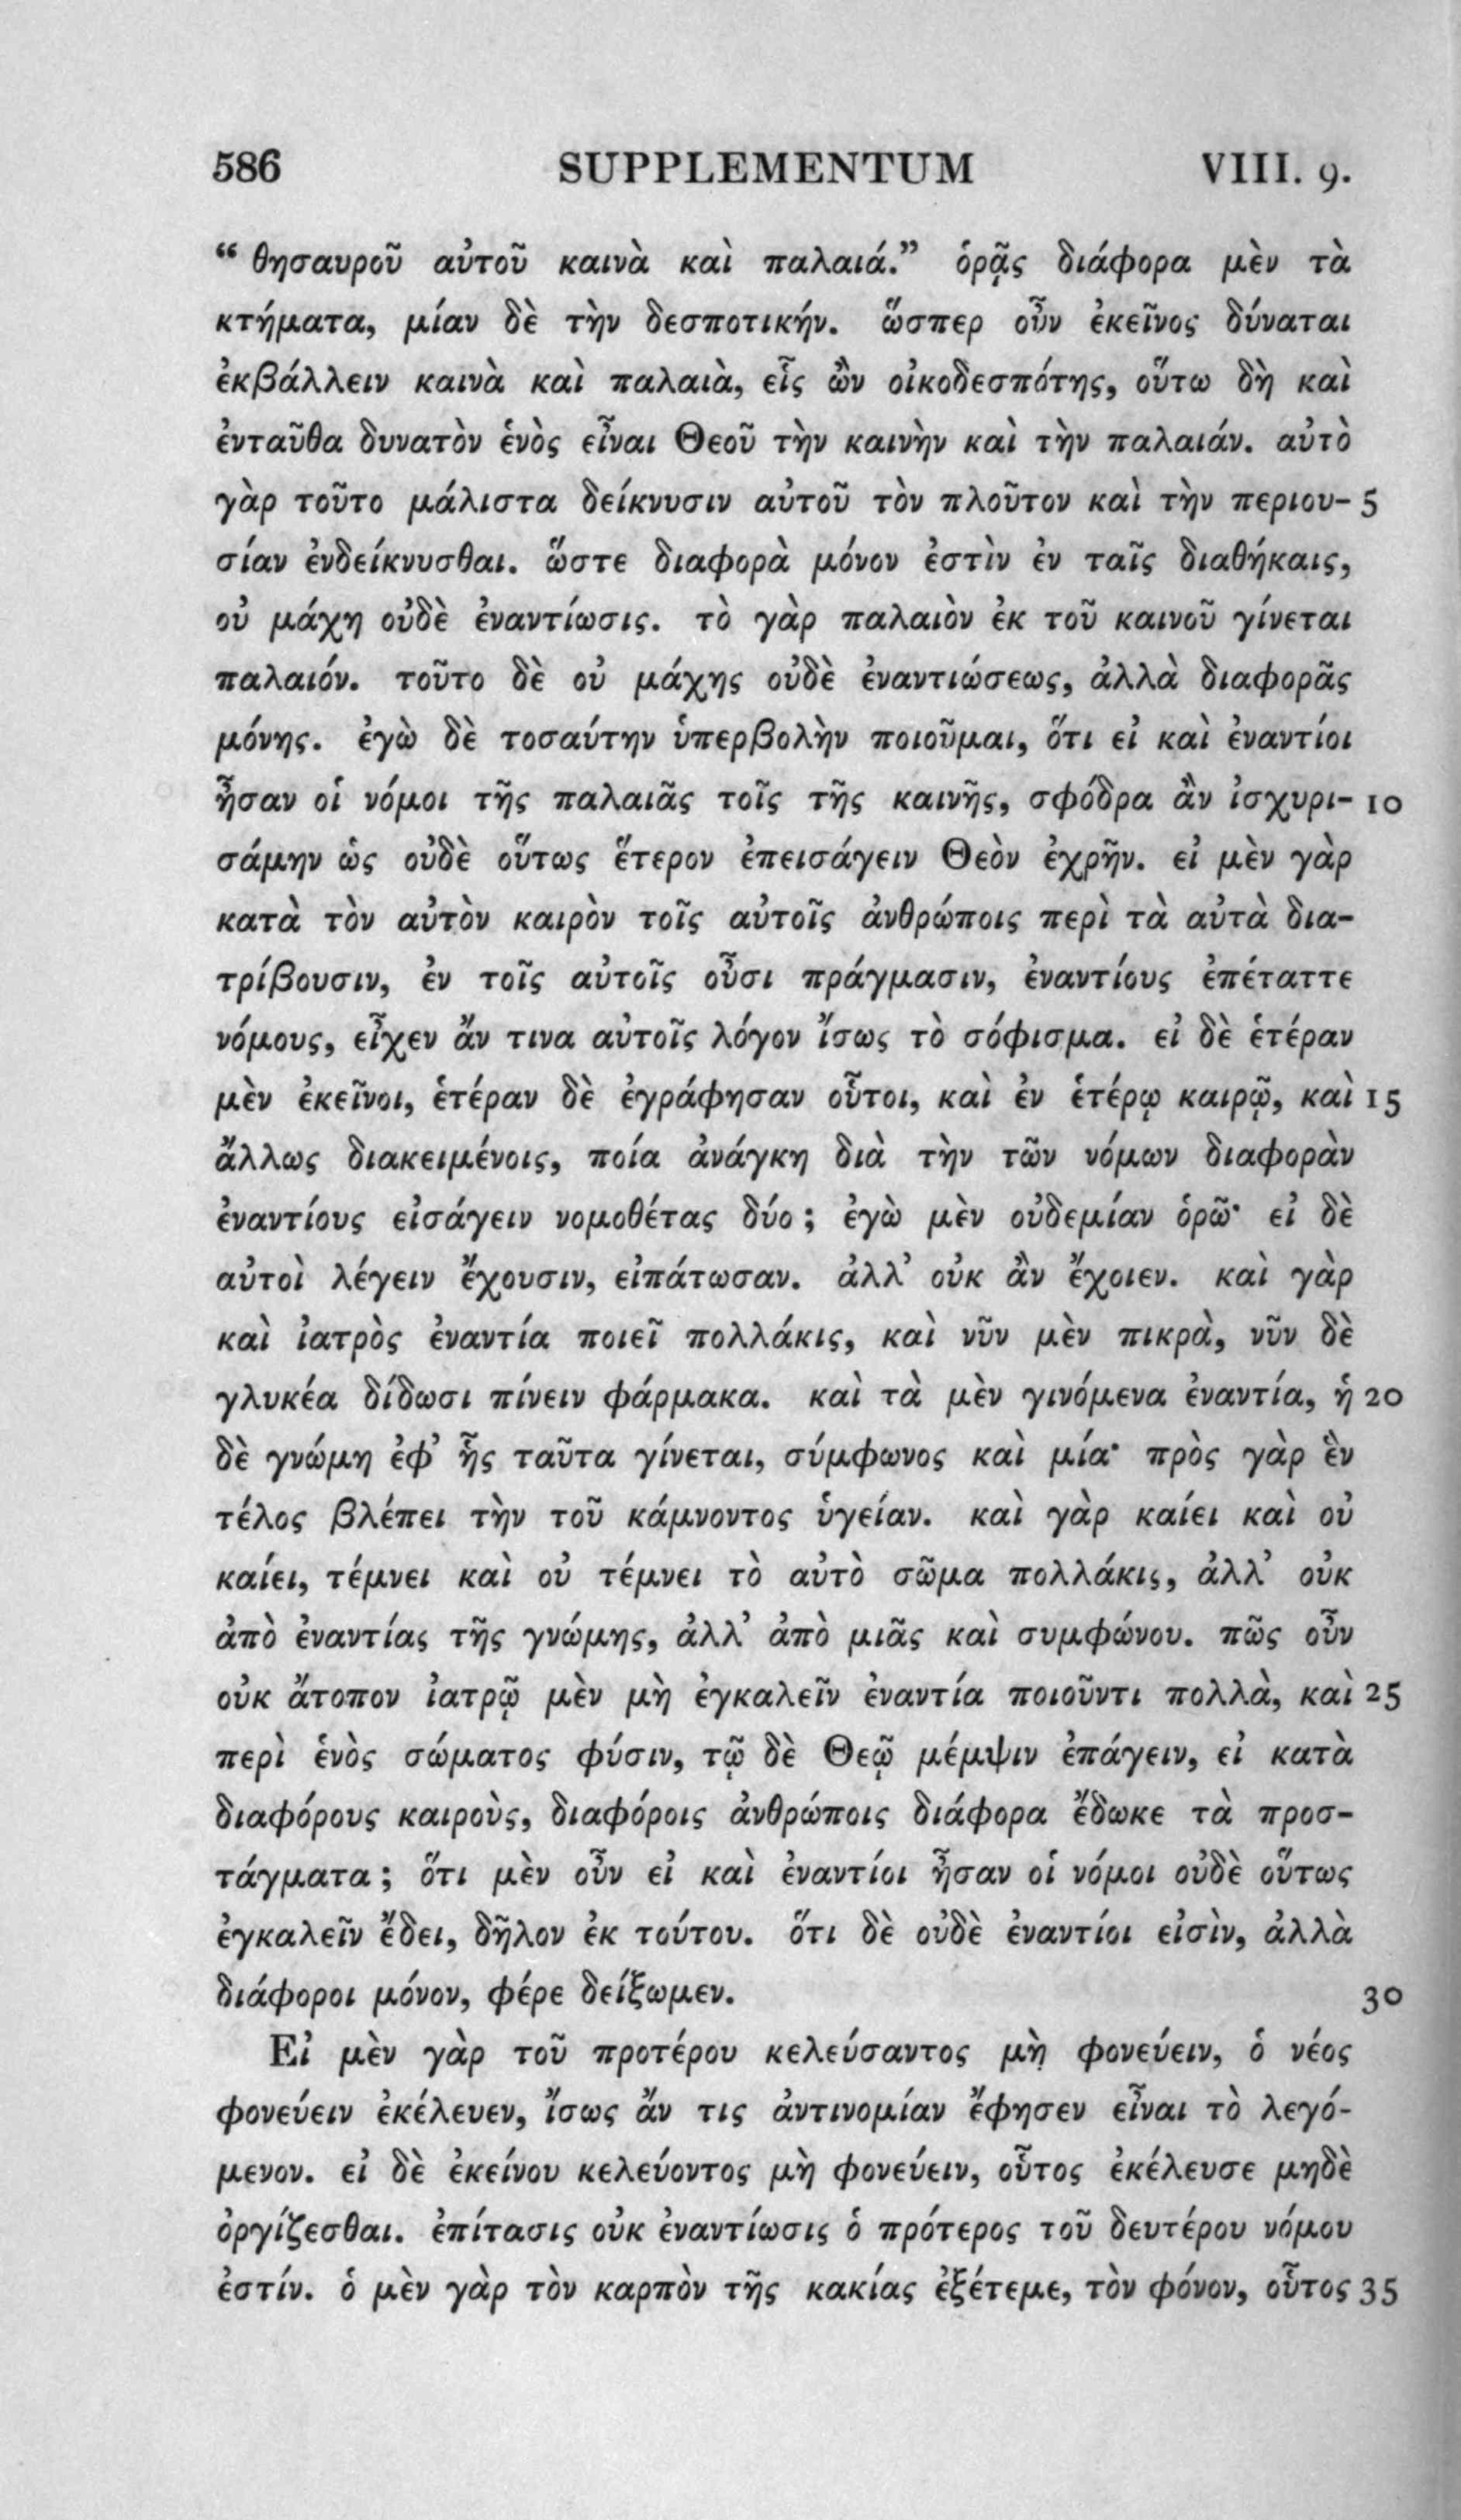 586 SUPPLEMENTUM VIII. 9.
“ θησαυροῦ αὐτοῦ καινὰ καὶ παλαιά.” ὁρᾷς διάφορα μὲν τὰ
κτήματα, μίαν δὲ τὴν δεσποτικήν. ὥσπερ οὖν ἐκεῖνος δύναται
ἐκβάλλειν καινὰ καὶ παλαιὰ, εἷς ὢν οἰκοδεσπότης, οὕτω δὴ καὶ
ἐνταῦθα δυνατὸν ἑνὸς εἶναι Θεοῦ τὴν καινὴν καὶ τὴν παλαιάν. αὐτὸ
γὰρ τοῦτο μάλιστα δείκνυσιν αὐτοῦ τὸν πλοῦτον καὶ τὴν περιου- 5
σίαν ἐνδείκνυσθαι. ὥστε διαφορὰ μόνον ἐστὶν ἐν ταῖς διαθήκαις,
οὐ μάχη οὐδὲ ἐναντίωσις. τὸ γὰρ παλαιὸν ἐκ τοῦ καινοῦ γίνεται
παλαιόν. τοῦτο δὲ οὐ μάχης οὐδὲ ἐναντιώσεως, ἀλλὰ διαφορᾶς
μόνης. ἐγὼ δὲ τοσαύτην ὑπερβολὴν ποιοῦμαι, ὅτι εἰ καὶ ἐναντίοι
ἦσαν οἱ νόμοι τῆς παλαιᾶς τοῖς τῆς καινῆς, σφόδρα ἂν ἰσχυρι- 10
σάμην ὡς οὐδὲ οὕτως ἕτερον ἐπεισάγειν Θεὸν ἐχρῆν. εἰ μὲν γὰρ
κατὰ τὸν αὐτὸν καιρὸν τοῖς αὐτοῖς ἀνθρώποις περὶ τὰ αὐτὰ δια-
τρίβουσιν, ἐν τοῖς αὐτοῖς οὖσι πράγμασιν, ἐναντίους ἐπέταττε
νόμους, εἶχεν ἄν τινα αὐτοῖς λόγον ἴσως τὸ σόφισμα. εἰ δὲ ἑτέραν
μὲν ἐκεῖνοι, ἑτέραν δὲ ἐγράφησαν οὗτοι, καὶ ἐν ἑτέρῳ καιρῷ, καὶ 15
ἄλλως διακειμένοις, ποία ἀνάγκη διὰ τὴν τῶν νόμων διαφορὰν
ἐναντίους εἰσάγειν νομοθέτας δύο ; ἐγὼ μὲν οὐδεμίαν ὁρῶ· εἰ δὲ
αὐτοὶ λέγειν ἔχουσιν, εἰπάτωσαν. ἀλλ’ οὐκ ἂν ἔχοιεν. καὶ γὰρ
καὶ ἰατρὸς ἐναντία ποιεῖ πολλάκις, καὶ νῦν μὲν πικρὰ, νῦν δὲ
γλυκέα δίδωσι πίνειν φάρμακα. καὶ τὰ μὲν γινόμενα ἐναντία, ἡ 20
δὲ γνώμη ἐφ’ ἧς ταῦτα γίνεται, σύμφωνος καὶ μία· πρὸς γὰρ ἓν
τέλος βλέπει τὴν τοῦ κάμνοντος ὑγείαν. καὶ γὰρ καίει καὶ οὐ
καίει, τέμνει καὶ οὐ τέμνει τὸ αὐτὸ σῶμα πολλάκις, ἀλλ’ οὐκ
ἀπὸ ἐναντίας τῆς γνώμης, ἀλλ’ ἀπὸ μιᾶς καὶ συμφώνου. πῶς οὖν
οὐκ ἄτοπον ἰατρῷ μὲν μὴ ἐγκαλεῖν ἐναντία ποιοῦντι πολλὰ, καὶ 25
περὶ ἑνὸς σώματος φύσιν, τῷ δὲ Θεῷ μέμψιν ἐπάγειν, εἰ κατὰ
διαφόρους καιροὺς, διαφόροις ἀνθρώποις διάφορα ἔδωκε τὰ προσ-
τάγματα ; ὅτι μὲν οὖν εἰ καὶ ἐναντίοι ἦσαν οἱ νόμοι οὐδὲ οὕτως
ἐγκαλεῖν ἔδει, δῆλον ἐκ τούτου. ὅτι δὲ οὐδὲ ἐναντίοι εἰσὶν, ἀλλὰ
διάφοροι μόνον, φέρε δείξωμεν. 30
Εἰ μὲν γὰρ τοῦ προτέρου κελεύσαντος μὴ φονεύειν, ὁ νέος
φονεύειν ἐκέλευεν, ἴσως ἄν τις ἀντινομίαν ἔφησεν εἶναι τὸ λεγό-
μενον. εἰ δὲ ἐκείνου κελεύοντος μὴ φονεύειν, οὗτος ἐκέλευσε μηδὲ
ὀργίζεσθαι. ἐπίτασις οὐκ ἐναντίωσις ὁ πρότερος τοῦ δευτέρου νόμου
ἐστίν. ὁ μὲν γὰρ τὸν καρπὸν τῆς κακίας ἐξέτεμε, τὸν φόνον, οὗτος 35